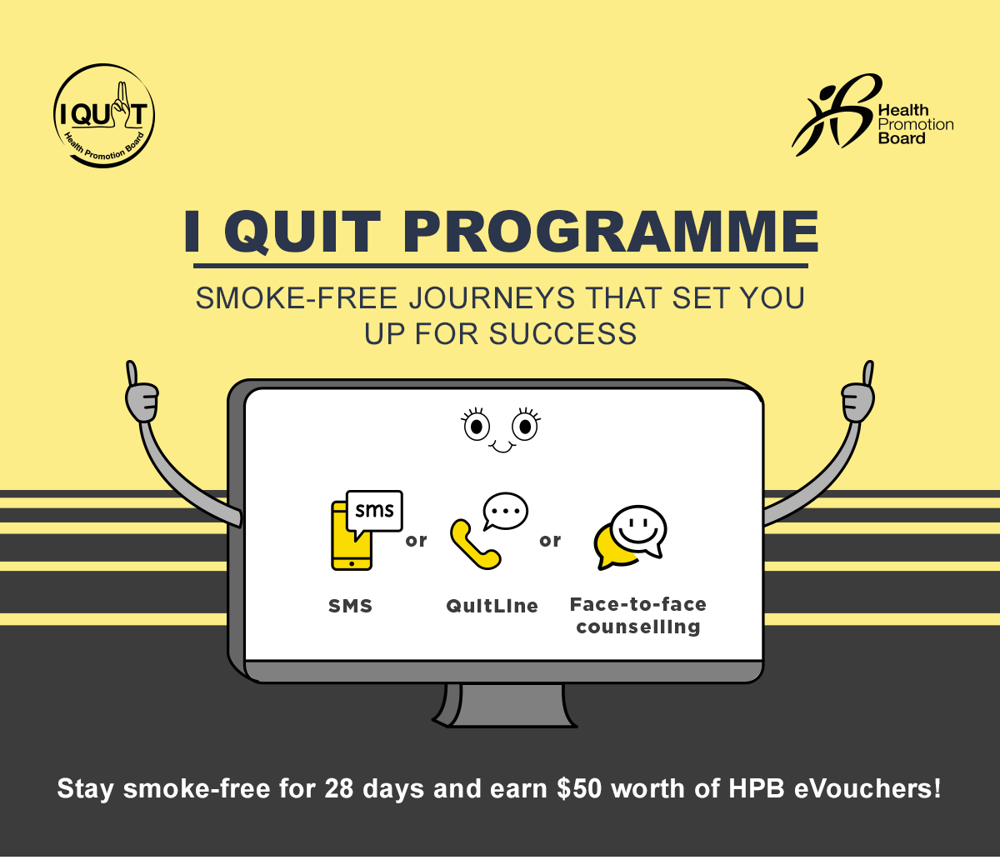 I QUIT
Health Promotion Board
Health
Promotion
Board
I QUIT PROGRAMME
SMOKE-FREE JOURNEYS THAT SET YOU
UP FOR SUCCESS
sms
or
or
SMS
QuitLine
Face-to-face
counselling
Stay smoke-free for 28 days and earn $50 worth of HPB eVouchers!